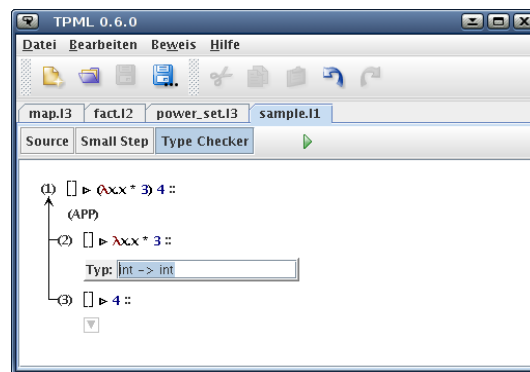 TPML 0.6.0
Datei Bearbeiten Beweis Hilfe
map.l3 fact.l2 power_set.l3 sample.l1
Source Small Step Type Checker
(1) [] ▹ (λx.x * 3) 4 ::
(APP)
(2) [] ▹ λx.x * 3 ::
Typ: int -> int
(3) [] ▹ 4 ::